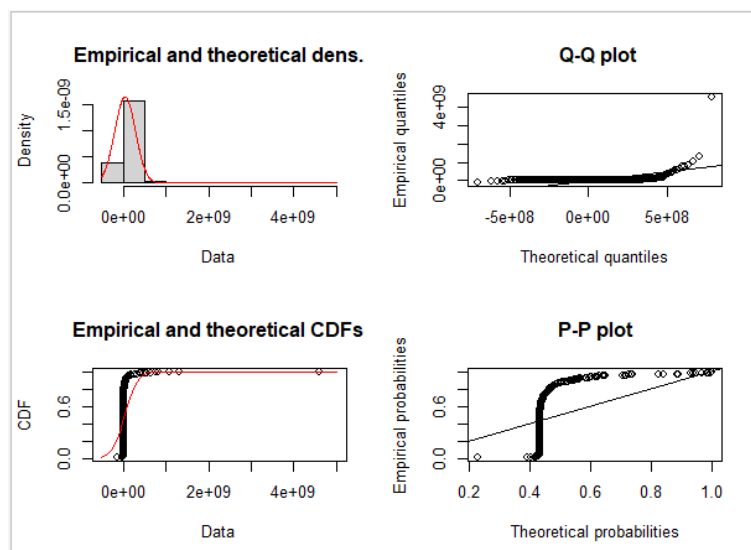 Empirical and theoretical dens.
Density
0.0e+00
1.5e-09
0e+00
2e+09
4e+09
Data
Q-Q plot
Empirical quantiles
0e+00
4e+09
-5e+08
0e+00
5e+08
Theoretical quantiles
Empirical and theoretical CDFs
CDF
0.0
0.6
0e+00
2e+09
4e+09
Data
P-P plot
Empirical probabilities
0.0
0.6
0.2
0.4
0.6
0.8
1.0
Theoretical probabilities